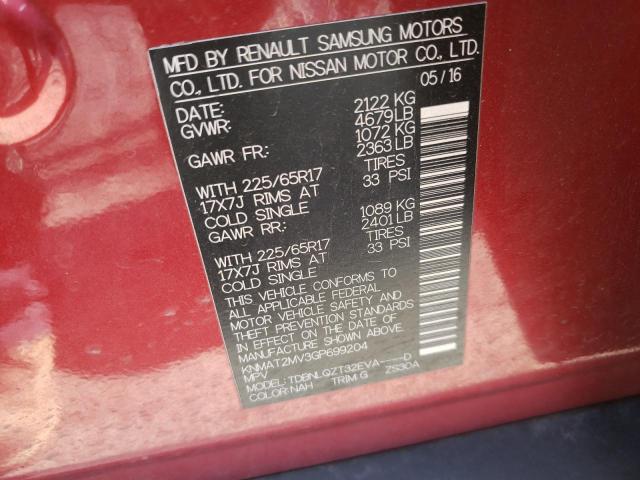 MFD BY RENAULT SAMSUNG MOTORS
CO., LTD. FOR NISSAN MOTOR CO., LTD.
DATE: 05/16
GVWR: 2122 KG
4679 LB
GAWR FR: 1072 KG
2363 LB
WITH 225/65R17 TIRES
17X7J RIMS AT 33 PSI
COLD SINGLE
GAWR RR: 1089 KG
2401 LB
WITH 225/65R17 TIRES
17X7J RIMS AT 33 PSI
COLD SINGLE
THIS VEHICLE CONFORMS TO
ALL APPLICABLE FEDERAL
MOTOR VEHICLE SAFETY AND
THEFT PREVENTION STANDARDS
IN EFFECT ON THE DATE OF
MANUFACTURE SHOWN ABOVE.
KNMAT2MV3GP699204
MPV
MODEL: TDBNLQZT32EVA----D
COLOR: NAH TRIM: G ZS30A